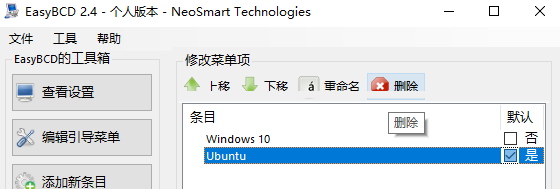 EasyBCD 2.4 - 个人版本 - NeoSmart Technologies
文件 工具 帮助
EasyBCD的工具箱
查看设置
编辑引导菜单
添加新条目
修改菜单项
上移 下移 á 重命名 删除
条目 默认
删除
Windows 10 否
Ubuntu 是